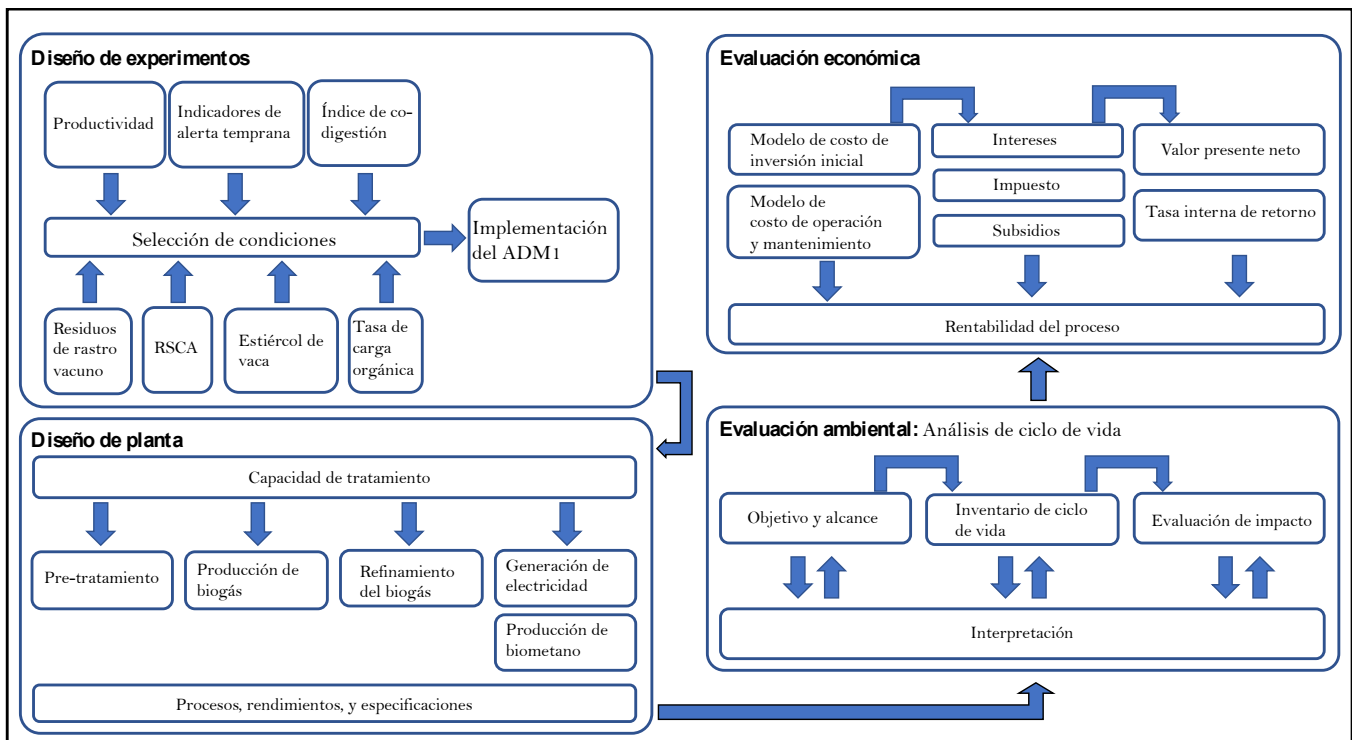 Diseño de experimentos
Productividad
Indicadores de
alerta temprana
Índice de co-
digestión
Selección de condiciones
Implementación
del ADM1
Residuos
de rastro
vacuno
RSCA
Estiércol de
vaca
Tasa de
carga
orgánica
Diseño de planta
Capacidad de tratamiento
Pre-tratamiento
Producción de
biogás
Refinamiento
del biogás
Generación de
electricidad
Producción de
biometano
Procesos, rendimientos, y especificaciones
Evaluación económica
Modelo de costo de
inversión inicial
Modelo de
costo de operación
y mantenimiento
Intereses
Impuesto
Subsidios
Valor presente neto
Tasa interna de retorno
Rentabilidad del proceso
Evaluación ambiental: Análisis de ciclo de vida
Objetivo y alcance
Inventario de ciclo
de vida
Evaluación de impacto
Interpretación